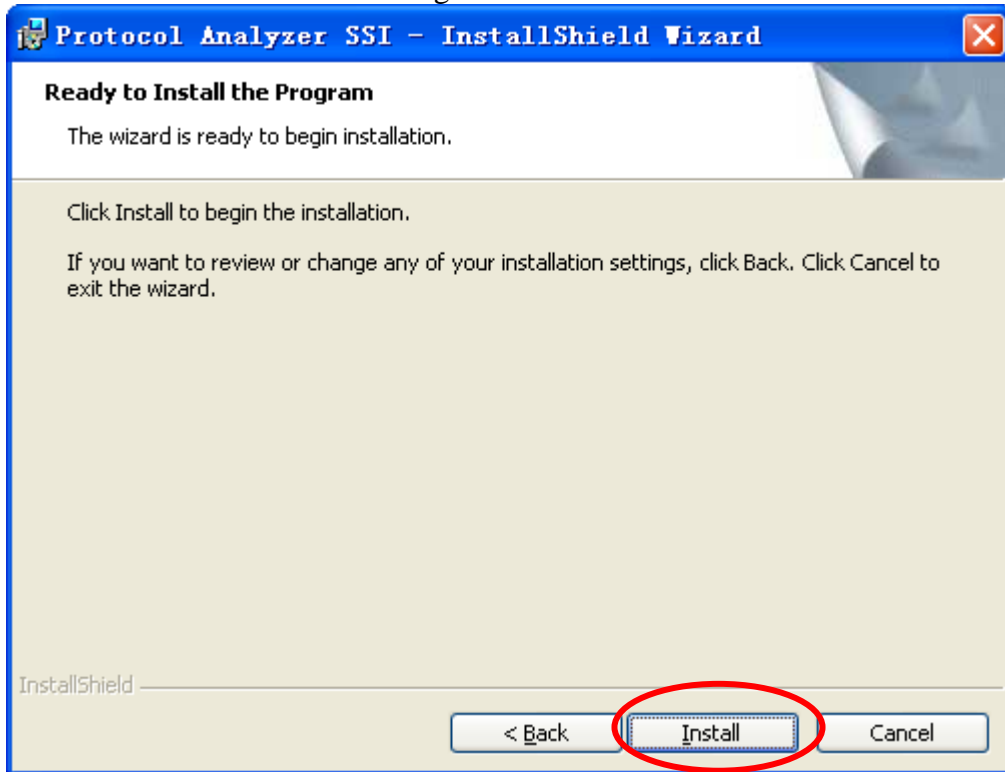 Protocol Analyzer SSI - InstallShield Wizard
Ready to Install the Program
The wizard is ready to begin installation.
Click Install to begin the installation.
If you want to review or change any of your installation settings, click Back. Click Cancel to
exit the wizard.
InstallShield
< Back Install Cancel